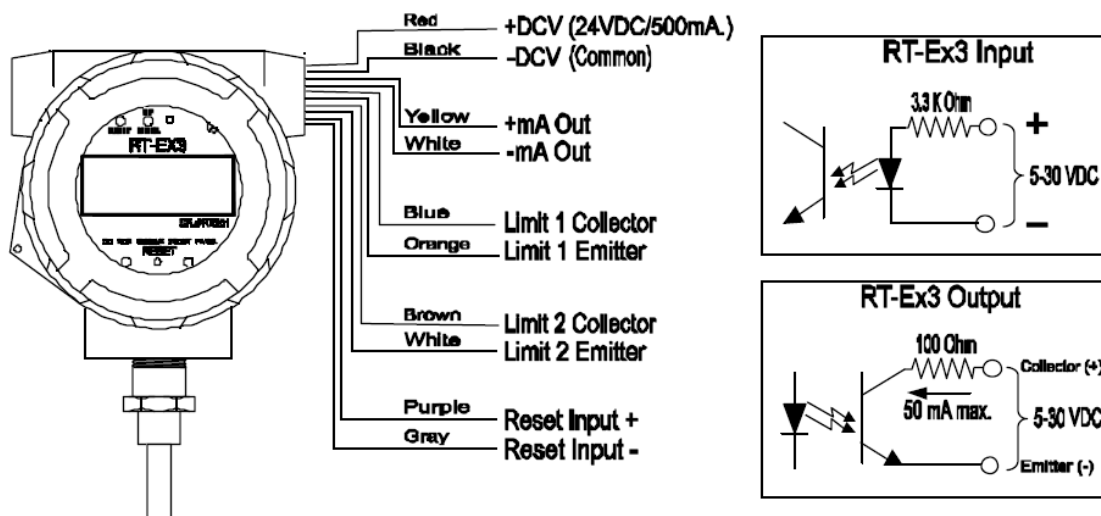 Red
+DCV (24VDC/500mA.)
Black
-DCV (Common)
Yellow
+mA Out
White
-mA Out
Blue
Limit 1 Collector
Orange
Limit 1 Emitter
Brown
Limit 2 Collector
White
Limit 2 Emitter
Purple
Reset Input +
Gray
Reset Input -
RT-EX3
RESET
RT-Ex3 Input
3.3 K Ohm
+
5-30 VDC
-
RT-Ex3 Output
100 Ohm
Collector (+)
50 mA max.
5-30 VDC
Emitter (-)